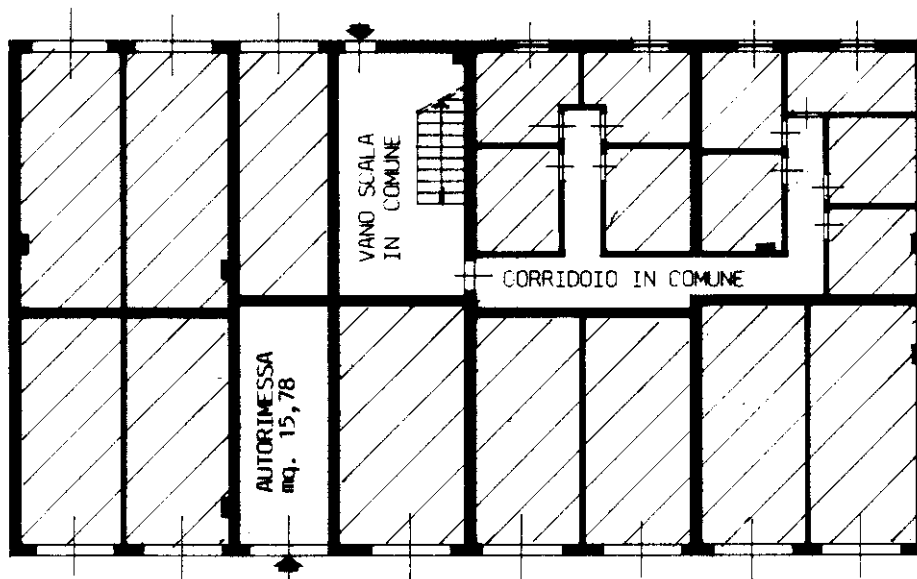 VANO SCALA
IN COMUNE
CORRIDOIO IN COMUNE
AUTORIMESSA
mq. 15,78